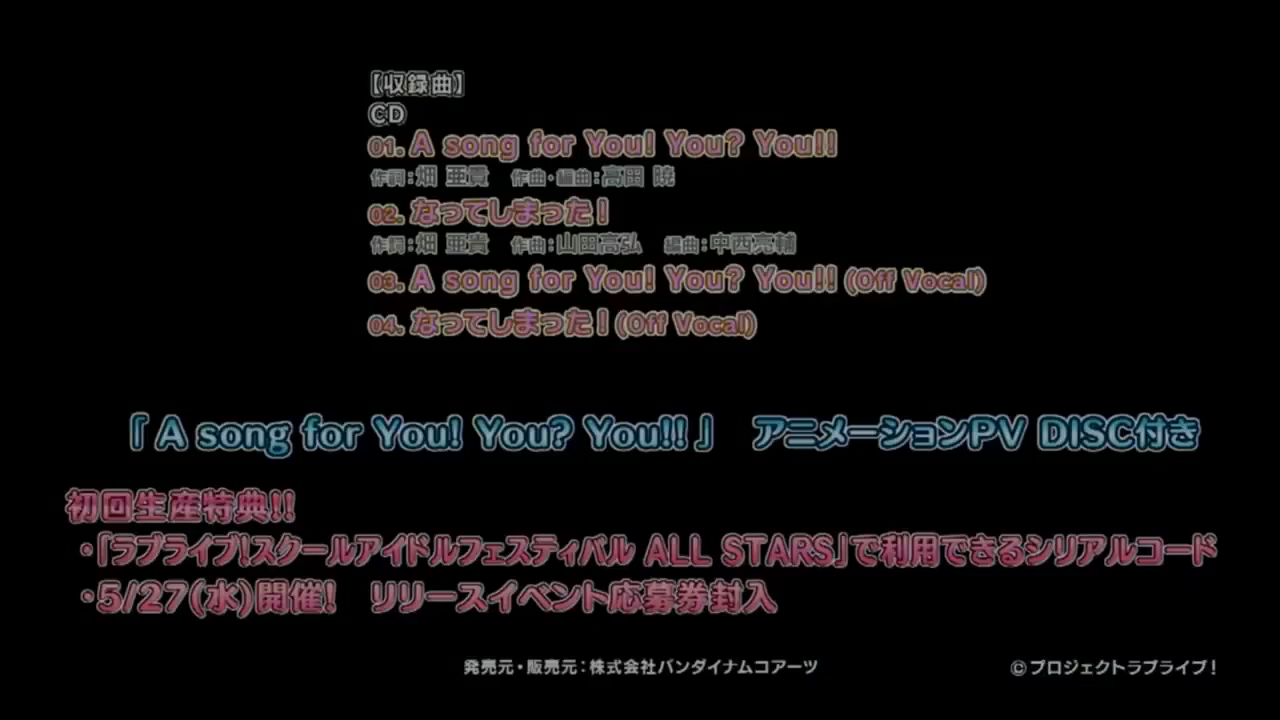 【収録曲】
CD
01. A song for You! You? You!!
作詞：畑 亜貴　作曲・編曲：高田 暁
02. なってしまった！
作詞：畑 亜貴　作曲：山田高弘　編曲：中西亮輔
03. A song for You! You? You!! (Off Vocal)
04. なってしまった！(Off Vocal)
「A song for You! You? You!!」　アニメーションPV DISC付き
初回生産特典!!
・「ラブライブ!スクールアイドルフェスティバル ALL STARS」で利用できるシリアルコード
・5/27(水)開催!　リリースイベント応募券封入
発売元・販売元：株式会社バンダイナムコアーツ
©プロジェクトラブライブ！